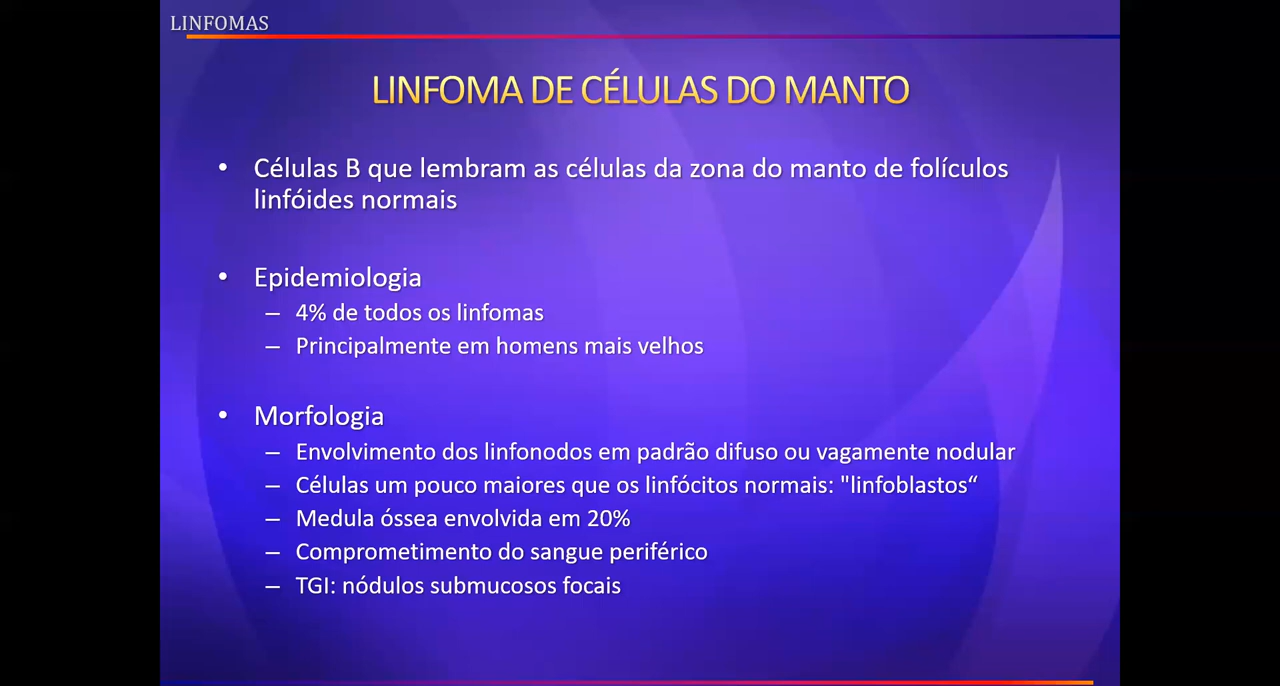 LINFOMAS
LINFOMA DE CÉLULAS DO MANTO
• Células B que lembram as células da zona do manto de folículos
linfóides normais
• Epidemiologia
– 4% de todos os linfomas
– Principalmente em homens mais velhos
• Morfologia
– Envolvimento dos linfonodos em padrão difuso ou vagamente nodular
– Células um pouco maiores que os linfócitos normais: "linfoblastos“
– Medula óssea envolvida em 20%
– Comprometimento do sangue periférico
– TGI: nódulos submucosos focais